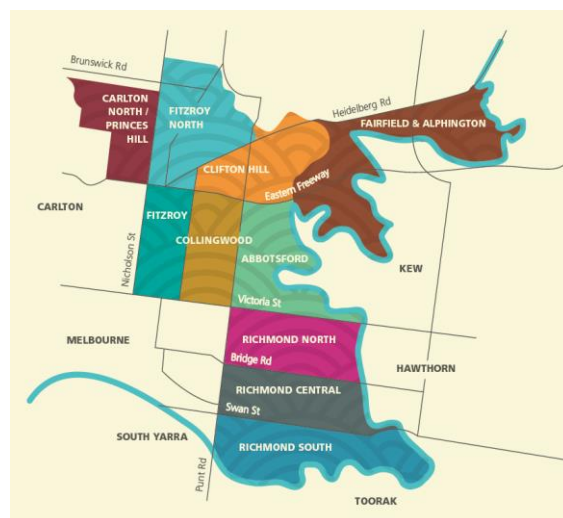 Brunswick Rd
CARLTON
NORTH /
PRINCES
HILL
FITZROY
NORTH
Heidelberg Rd
FAIRFIELD & ALPHINGTON
CLIFTON HILL
Eastern Freeway
CARLTON
FITZROY
COLLINGWOOD
ABBOTSFORD
KEW
Nicholson St
Victoria St
MELBOURNE
RICHMOND NORTH
Bridge Rd
HAWTHORN
RICHMOND CENTRAL
Swan St
SOUTH YARRA
RICHMOND SOUTH
Punt Rd
TOORAK